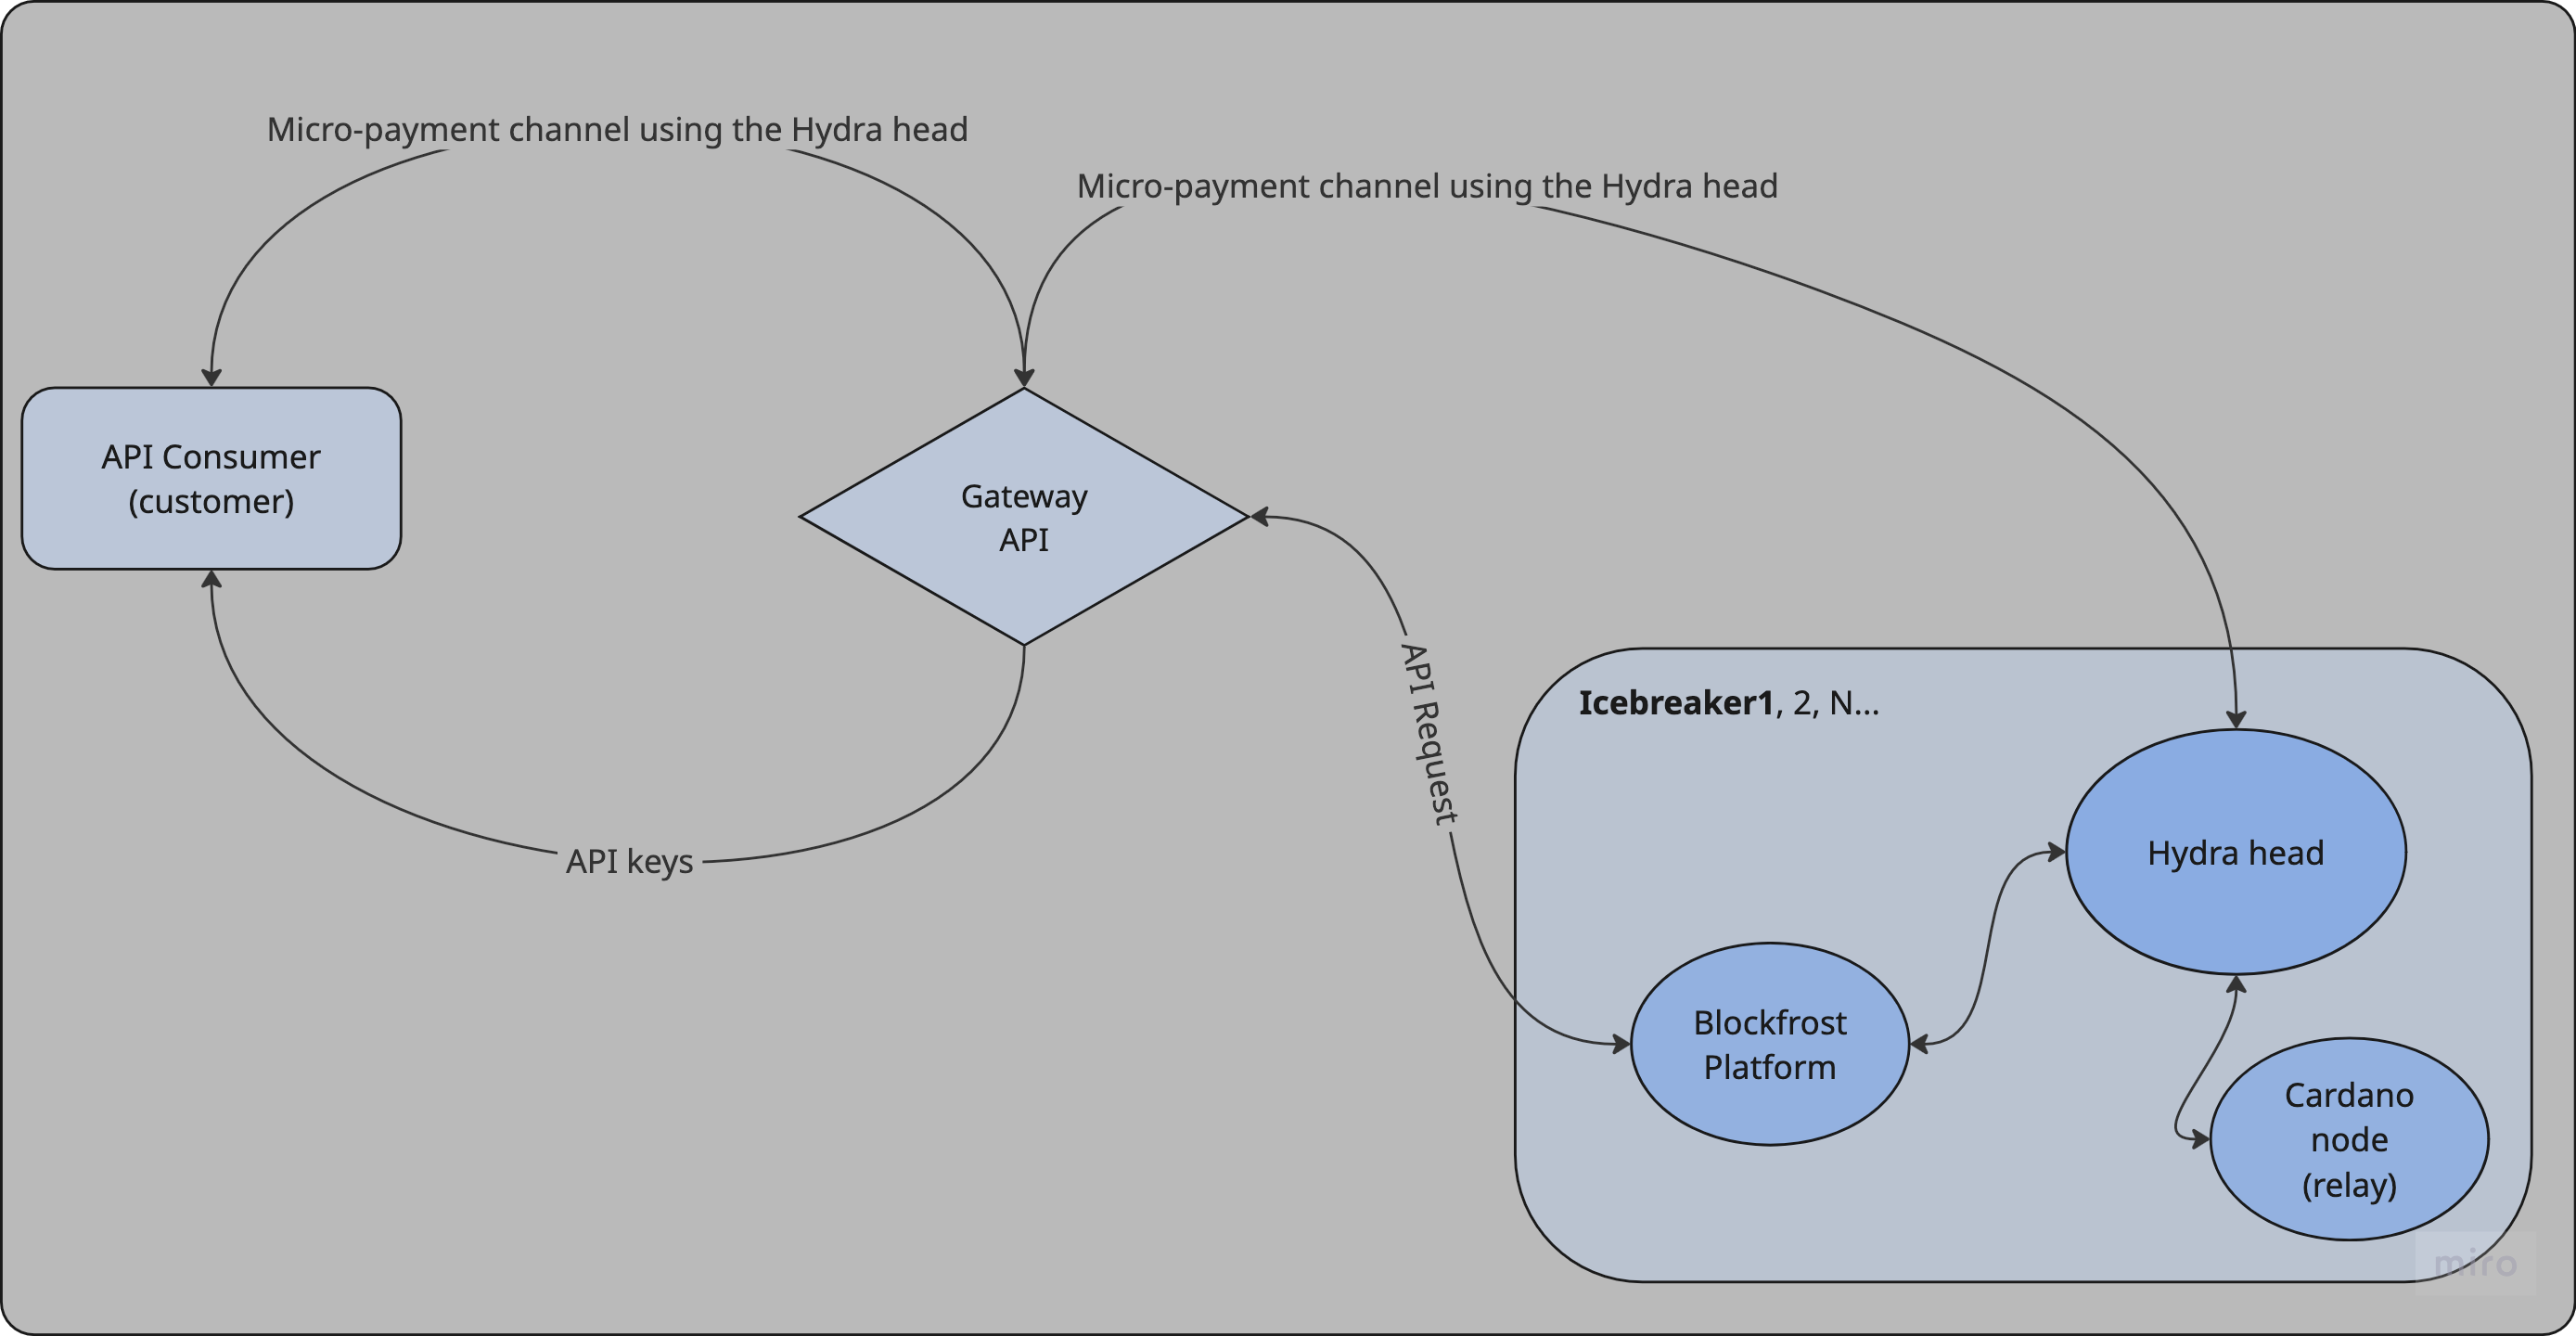 Micro-payment channel using the Hydra head
Micro-payment channel using the Hydra head
API Consumer
(customer)
Gateway
API
API Request
Icebreaker1, 2, N...
API keys
Hydra head
Blockfrost
Platform
Cardano
node
(relay)
miro